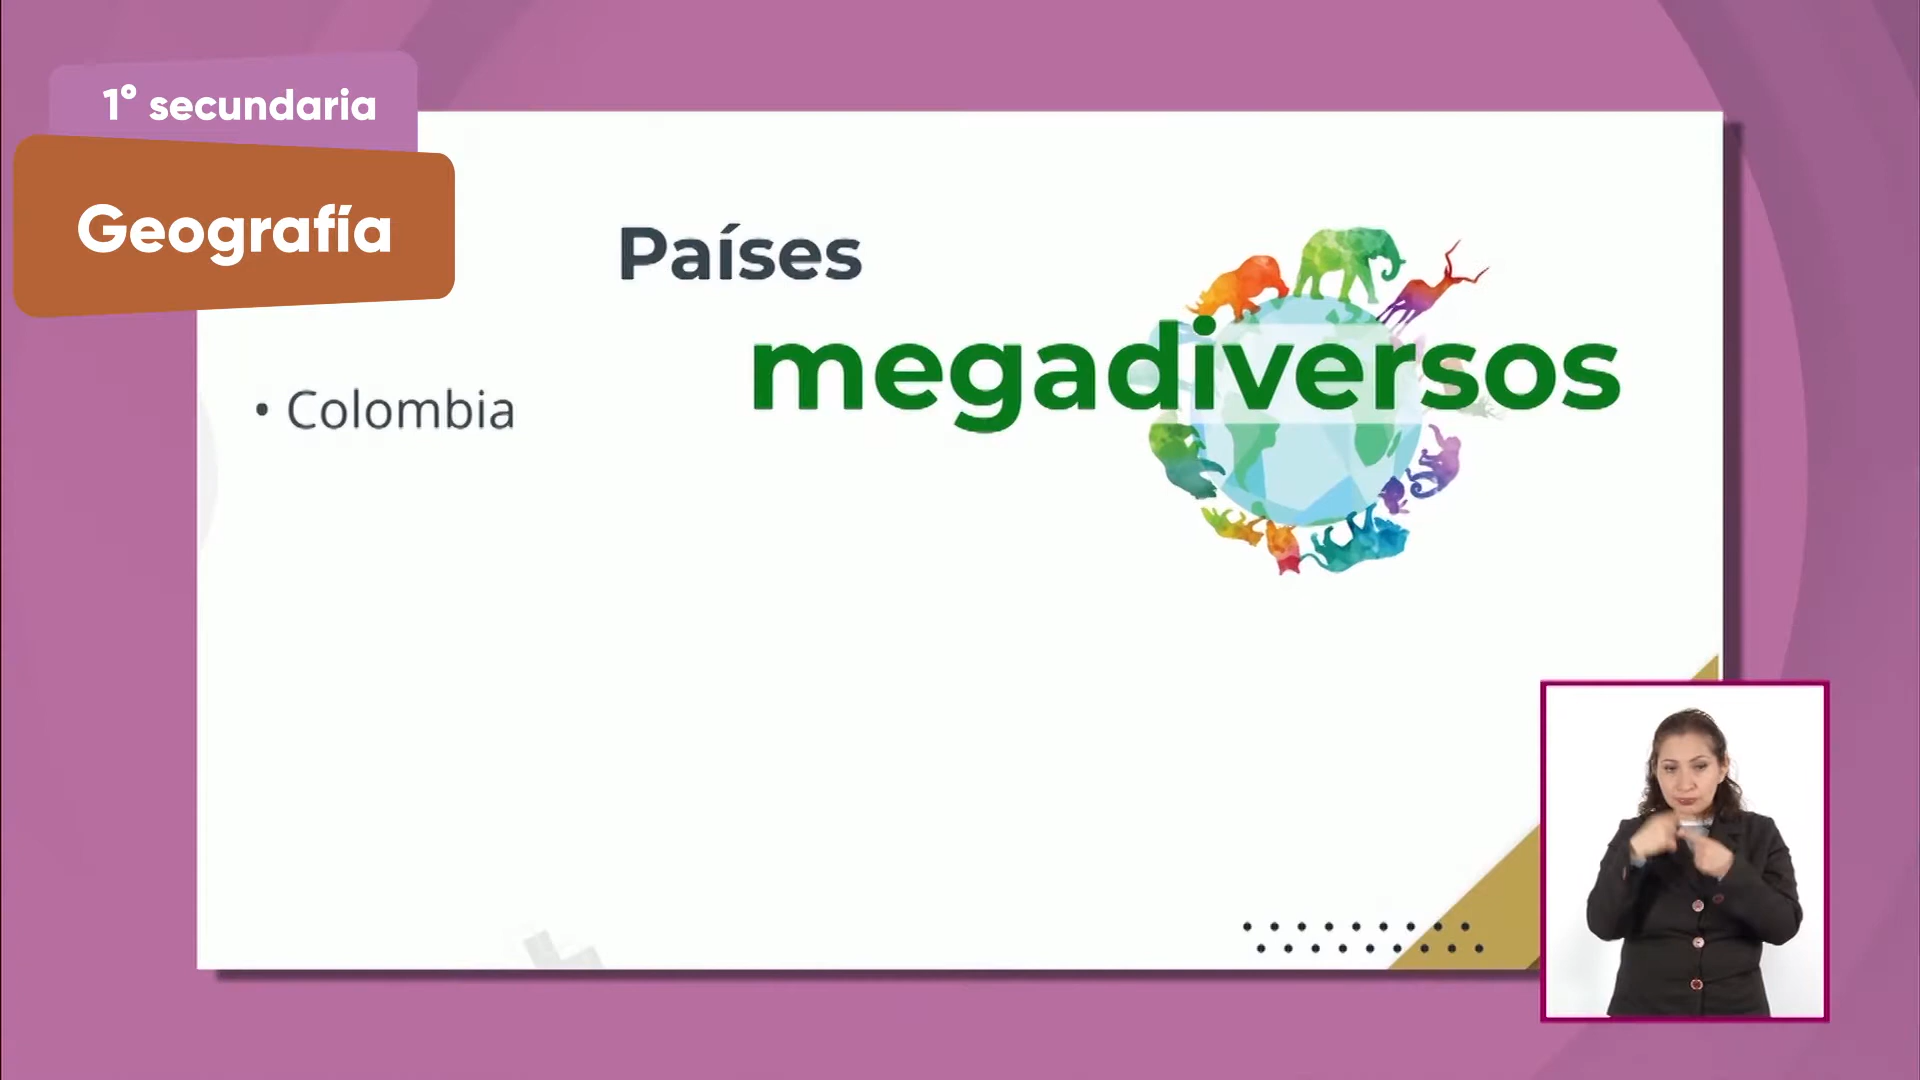 1° secundaria
Geografía
Países
megadiversos
• Colombia